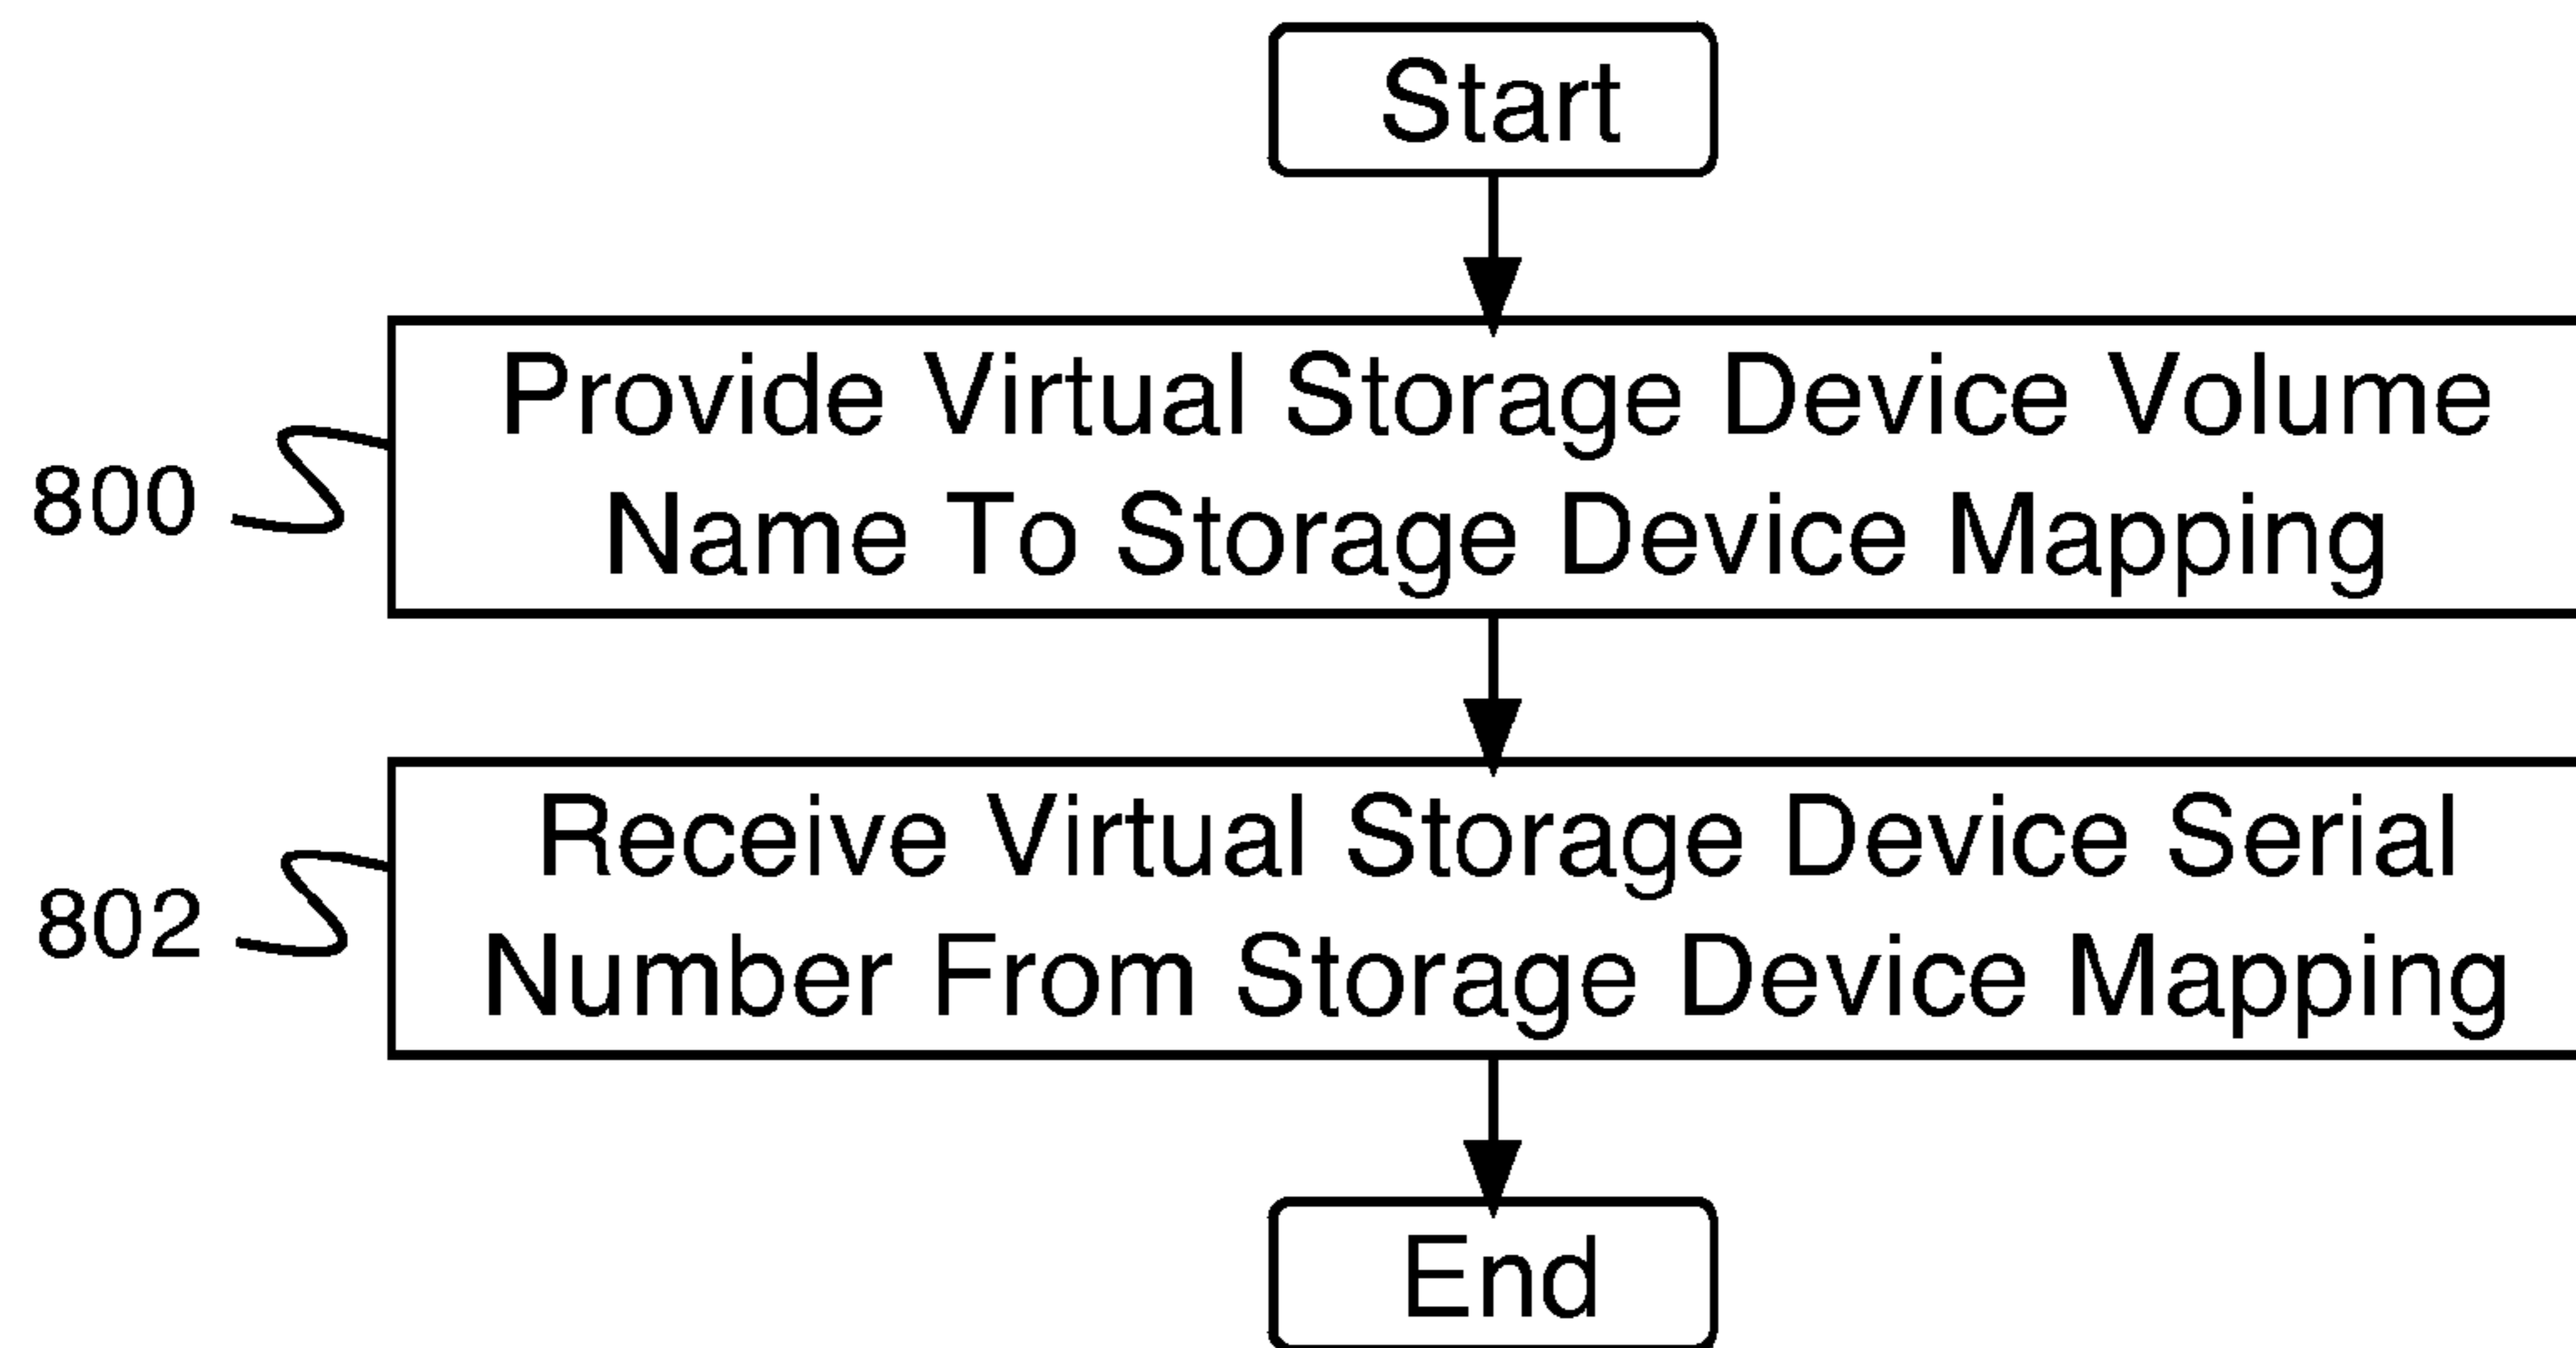 Start
Provide Virtual Storage Device Volume
Name To Storage Device Mapping
800
Receive Virtual Storage Device Serial
Number From Storage Device Mapping
802
End